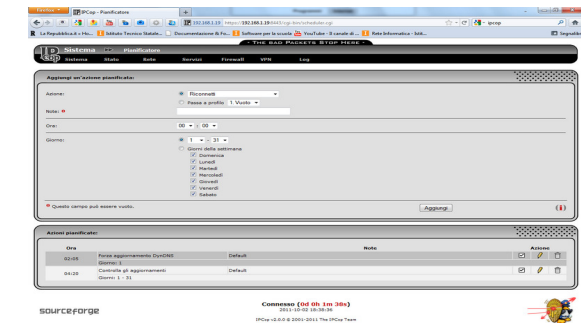 Firefox
IPCop - Pianificatore
192.168.1.13 https://192.168.1.13:8443/cgi-bin/scheduler.cgi
ipcop
La Repubblica.it » Ho...
Istituto Tecnico Statale...
Documentazione & Fo...
Software per la scuola
YouTube - Il canale di ...
Rete Informatica - Isti...
Segnalibri
THE BAD PACKETS STOP HERE
Sistema Pianificatore
Sistema Stato Rete Servizi Firewall VPN Log
Aggiungi un'azione pianificata:
Azione: Riconnetti
Passa a profilo 1. Vuoto
Note:
Ora: 00 : 00
Giorno: 1 - 31
Giorni della settimana
Domenica
Lunedì
Martedì
Mercoledì
Giovedì
Venerdì
Sabato
Questo campo può essere vuoto. Aggiungi
Azioni pianificate:
Ora Note Azione
02:05 Forza aggiornamento DynDNS Default
Giorno: 1
04:20 Controlla gli aggiornamenti Default
Giorni: 1 - 31
SOURCEFORGE
Connesso (0d 0h 1m 38s)
2011-10-02 18:38:36
IPCop v2.0.0 © 2001-2011 The IPCop Team